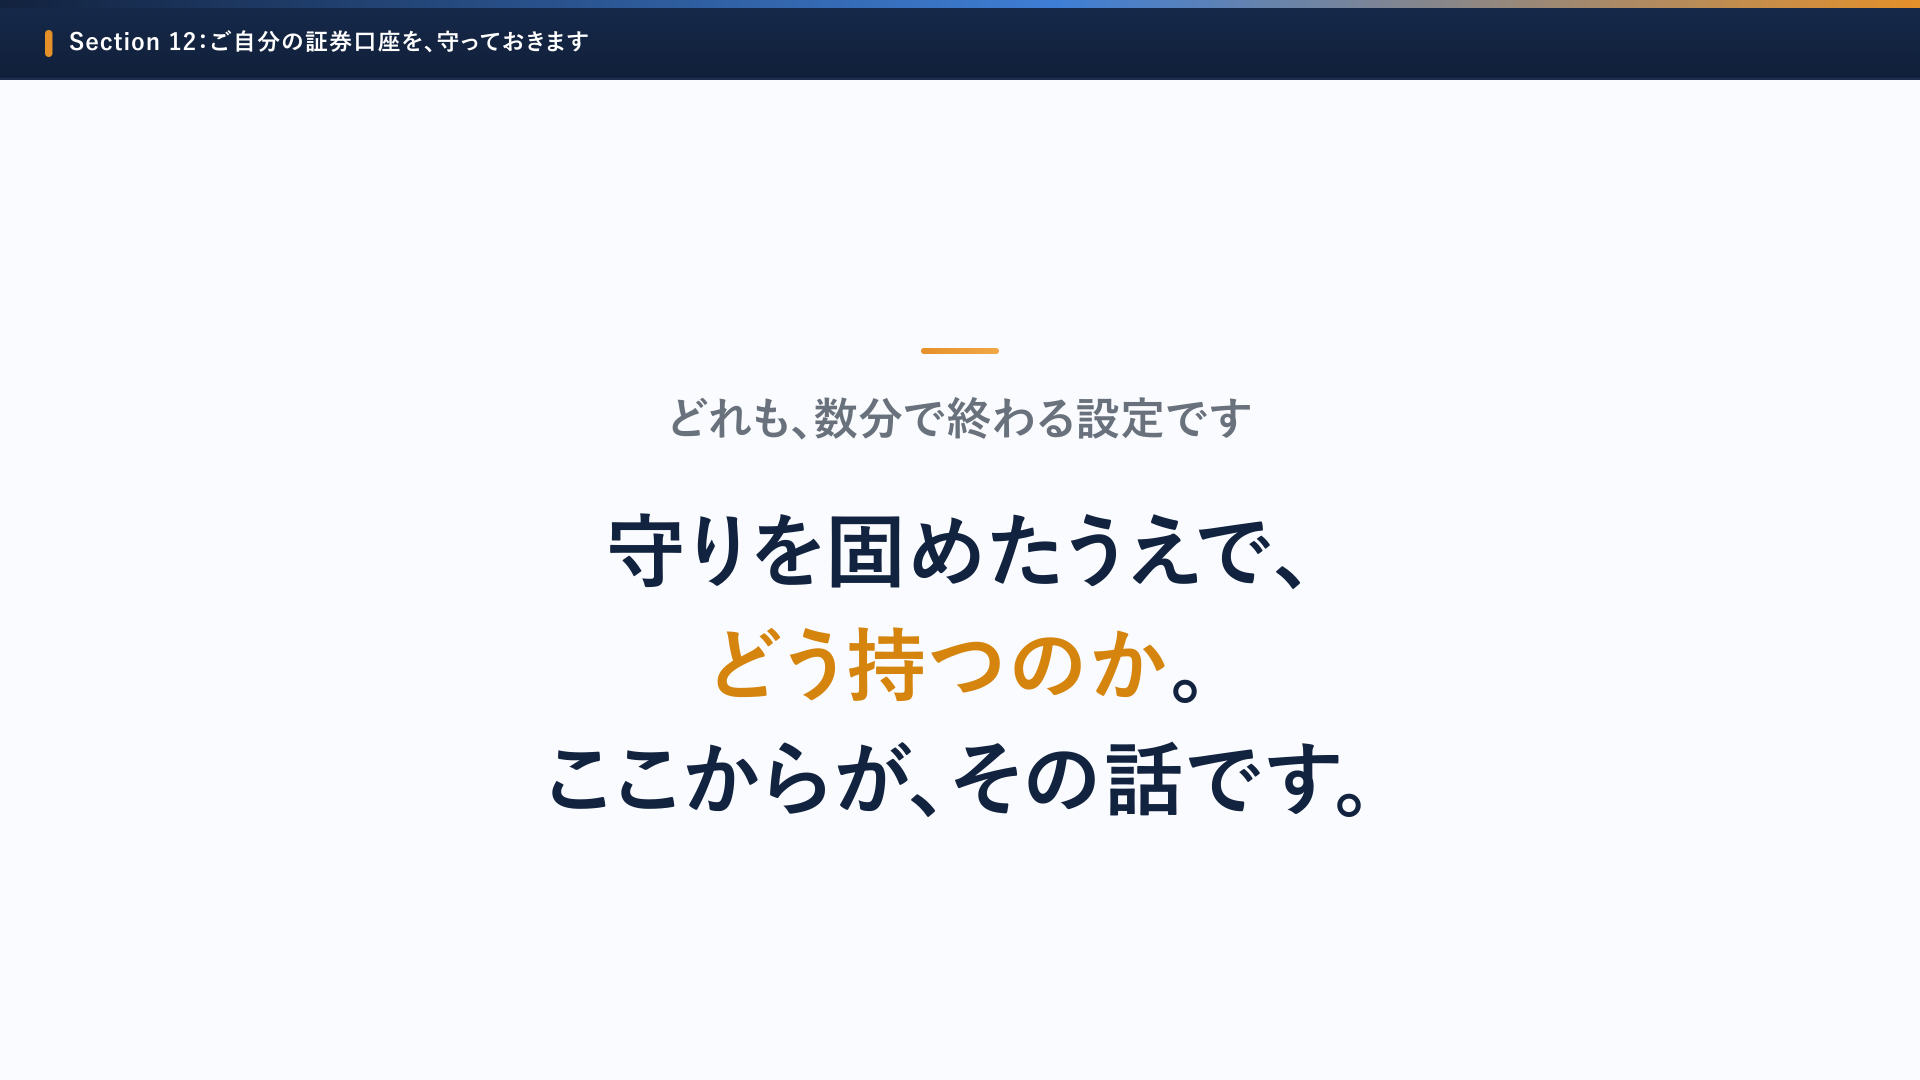 Section 12：ご自分の証券口座を、守っておきます
どれも、数分で終わる設定です
守りを固めたうえで、
どう持つのか。
ここからが、その話です。